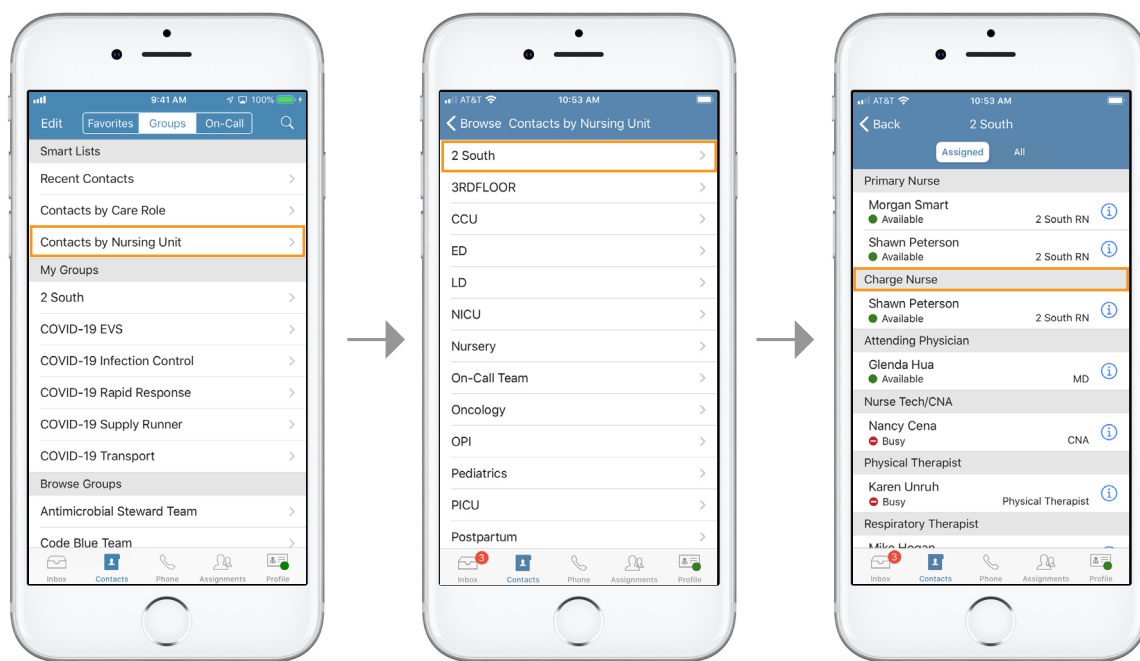 9:41 AM 100%
Edit Favorites Groups On-Call
Smart Lists
Recent Contacts
Contacts by Care Role
Contacts by Nursing Unit
My Groups
2 South
COVID-19 EVS
COVID-19 Infection Control
COVID-19 Rapid Response
COVID-19 Supply Runner
COVID-19 Transport
Browse Groups
Antimicrobial Steward Team
Code Blue Team
Inbox Contacts Phone Assignments Profile
AT&T 10:53 AM
Browse Contacts by Nursing Unit
2 South
3RDFLOOR
CCU
ED
LD
NICU
Nursery
On-Call Team
Oncology
OPI
Pediatrics
PICU
Postpartum
3
Inbox Contacts Phone Assignments Profile
AT&T 10:53 AM
Back 2 South
Assigned All
Primary Nurse
Morgan Smart
Available 2 South RN
Shawn Peterson
Available 2 South RN
Charge Nurse
Shawn Peterson
Available 2 South RN
Attending Physician
Glenda Hua
Available MD
Nurse Tech/CNA
Nancy Cena
Busy CNA
Physical Therapist
Karen Unruh
Busy Physical Therapist
Respiratory Therapist
Mike Hogan
3
Inbox Contacts Phone Assignments Profile